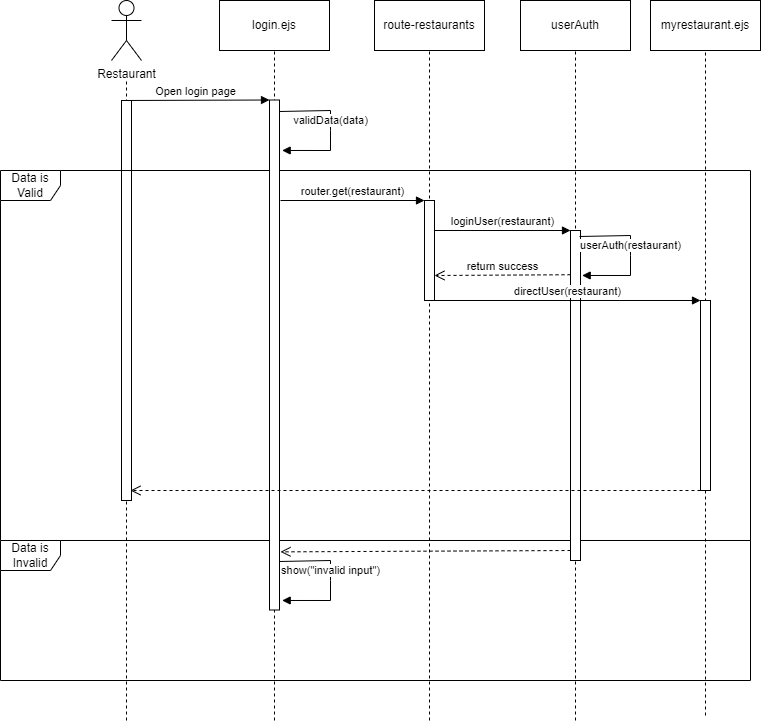 login.ejs
route-restaurants
userAuth
myrestaurant.ejs
Restaurant
Open login page
validData(data)
Data is
Valid
router.get(restaurant)
loginUser(restaurant)
userAuth(restaurant)
return success
directUser(restaurant)
Data is
Invalid
show("invalid input")